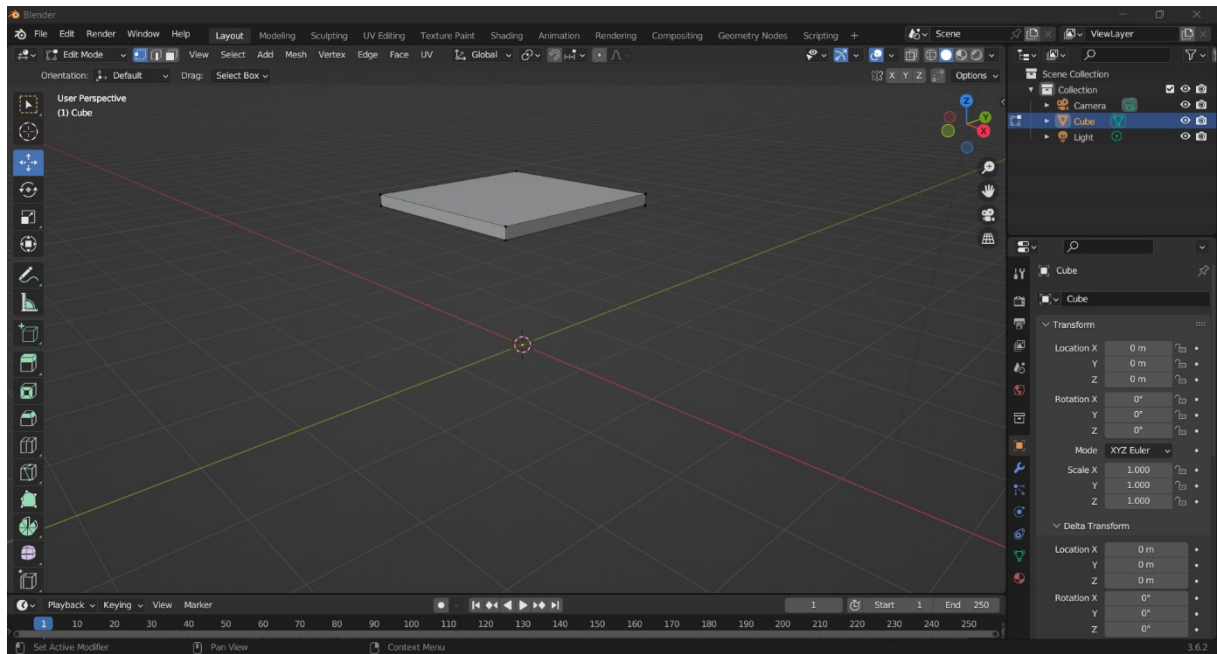 Blender
File Edit Render Window Help Layout Modeling Sculpting UV Editing Texture Paint Shading Animation Rendering Compositing Geometry Nodes Scripting + Scene ViewLayer
Edit Mode View Select Add Mesh Vertex Edge Face UV Global
Orientation: Default Drag: Select Box X Y Z Options
User Perspective
(1) Cube
Z
Y
X
Scene Collection
Collection
Camera
Cube
Light
Cube
Cube
Transform
Location X 0 m
Y 0 m
Z 0 m
Rotation X 0°
Y 0°
Z 0°
Mode XYZ Euler
Scale X 1.000
Y 1.000
Z 1.000
Delta Transform
Location X 0 m
Y 0 m
Z 0 m
Rotation X 0°
Y 0°
Z 0°
Playback Keying View Marker 1 Start 1 End 250
1 10 20 30 40 50 60 70 80 90 100 110 120 130 140 150 160 170 180 190 200 210 220 230 240 250
Set Active Modifier Pan View Context Menu 3.6.2